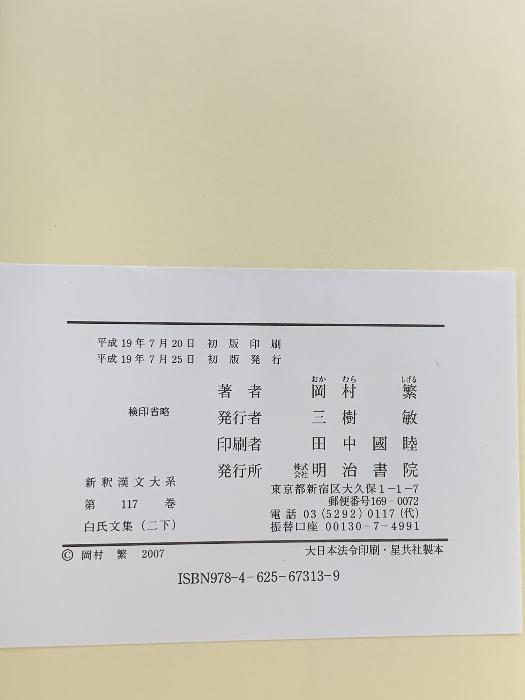 平成19年7月20日 初版印刷
平成19年7月25日 初版発行
検印省略
新釈漢文大系
第 117 巻
白氏文集(二下)
おか むら しげる
著者 岡村 繁
発行者 三樹 敏
印刷者 田中國睦
発行所 株式会社 明治書院
東京都新宿区大久保1-1-7
郵便番号169-0072
電話 03(5292)0117(代)
振替口座 00130-7-4991
© 岡村 繁 2007
大日本法令印刷・星共社製本
ISBN978-4-625-67313-9